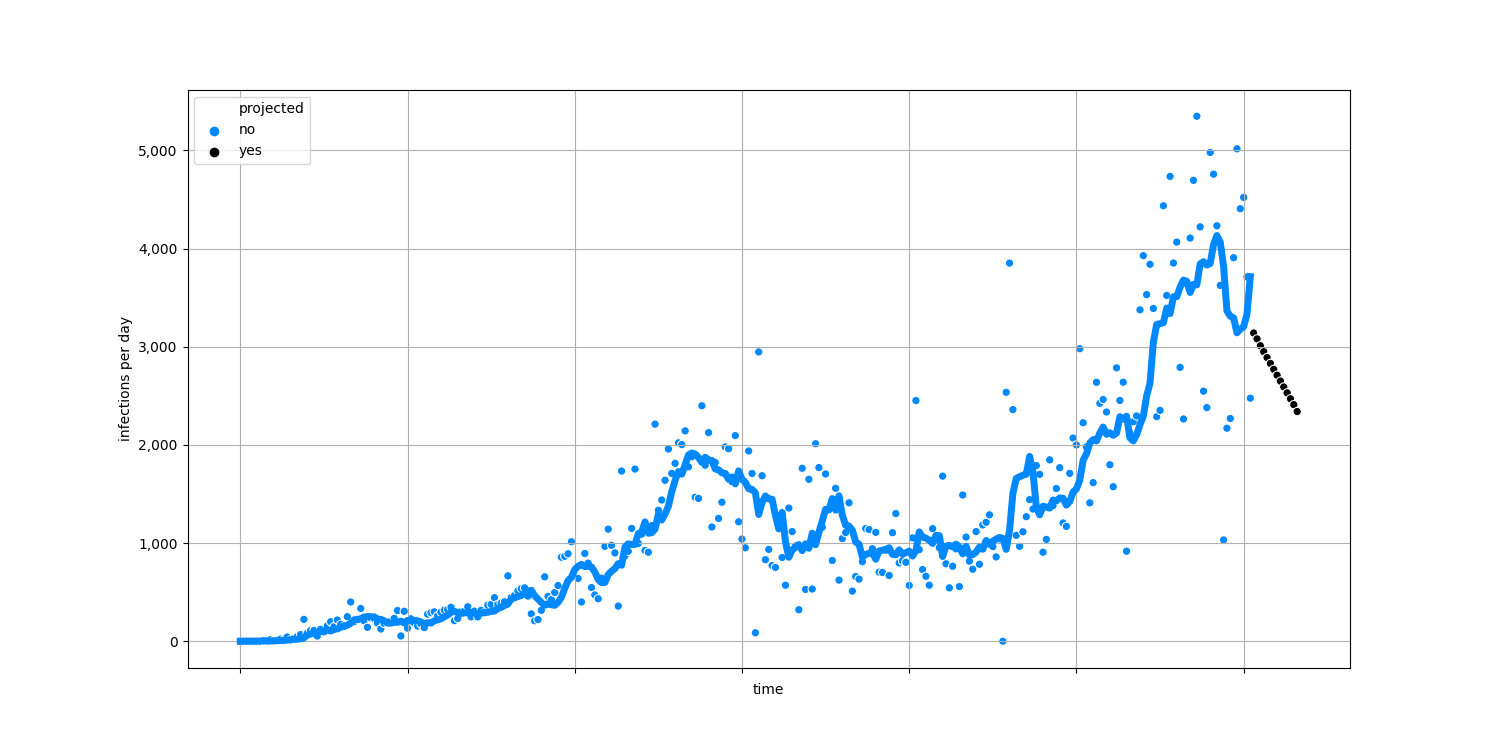 projected
no
yes
5,000
4,000
3,000
2,000
1,000
0
infections per day
time